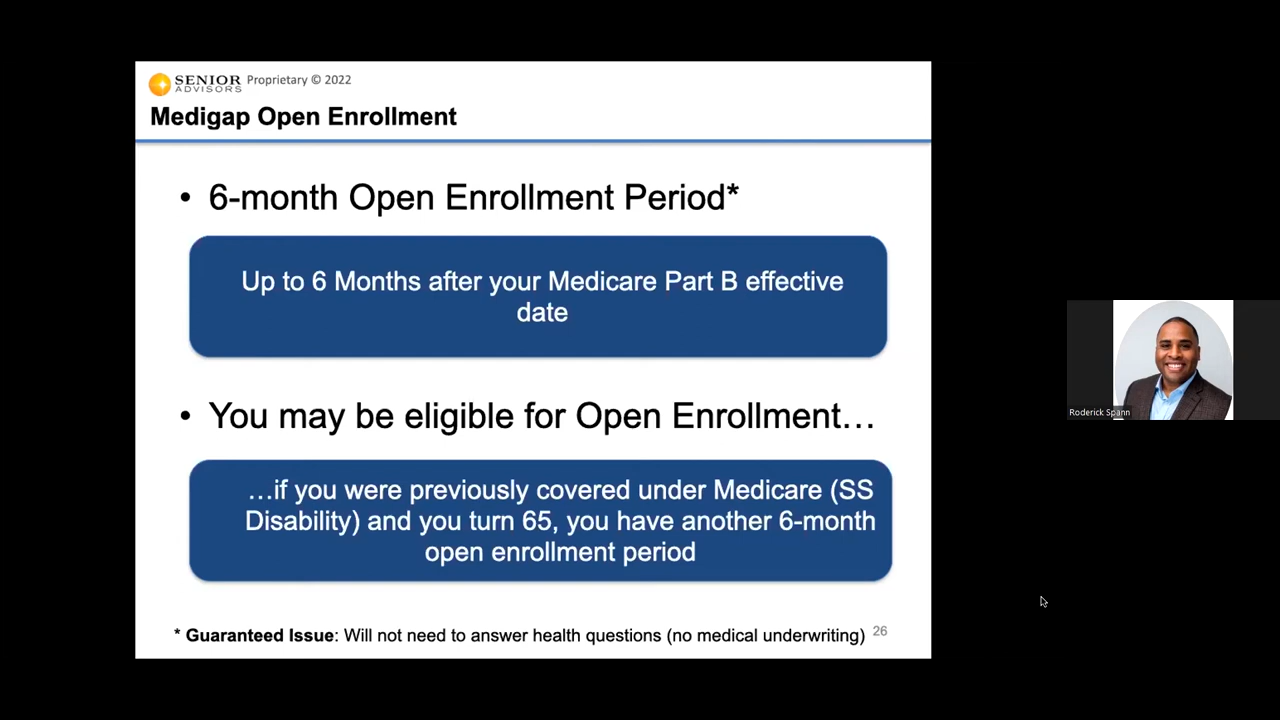 SENIOR
ADVISORS
Proprietary © 2022
Medigap Open Enrollment
• 6-month Open Enrollment Period*
Up to 6 Months after your Medicare Part B effective
date
• You may be eligible for Open Enrollment…
…if you were previously covered under Medicare (SS
Disability) and you turn 65, you have another 6-month
open enrollment period
* Guaranteed Issue: Will not need to answer health questions (no medical underwriting)
26
Roderick Spann